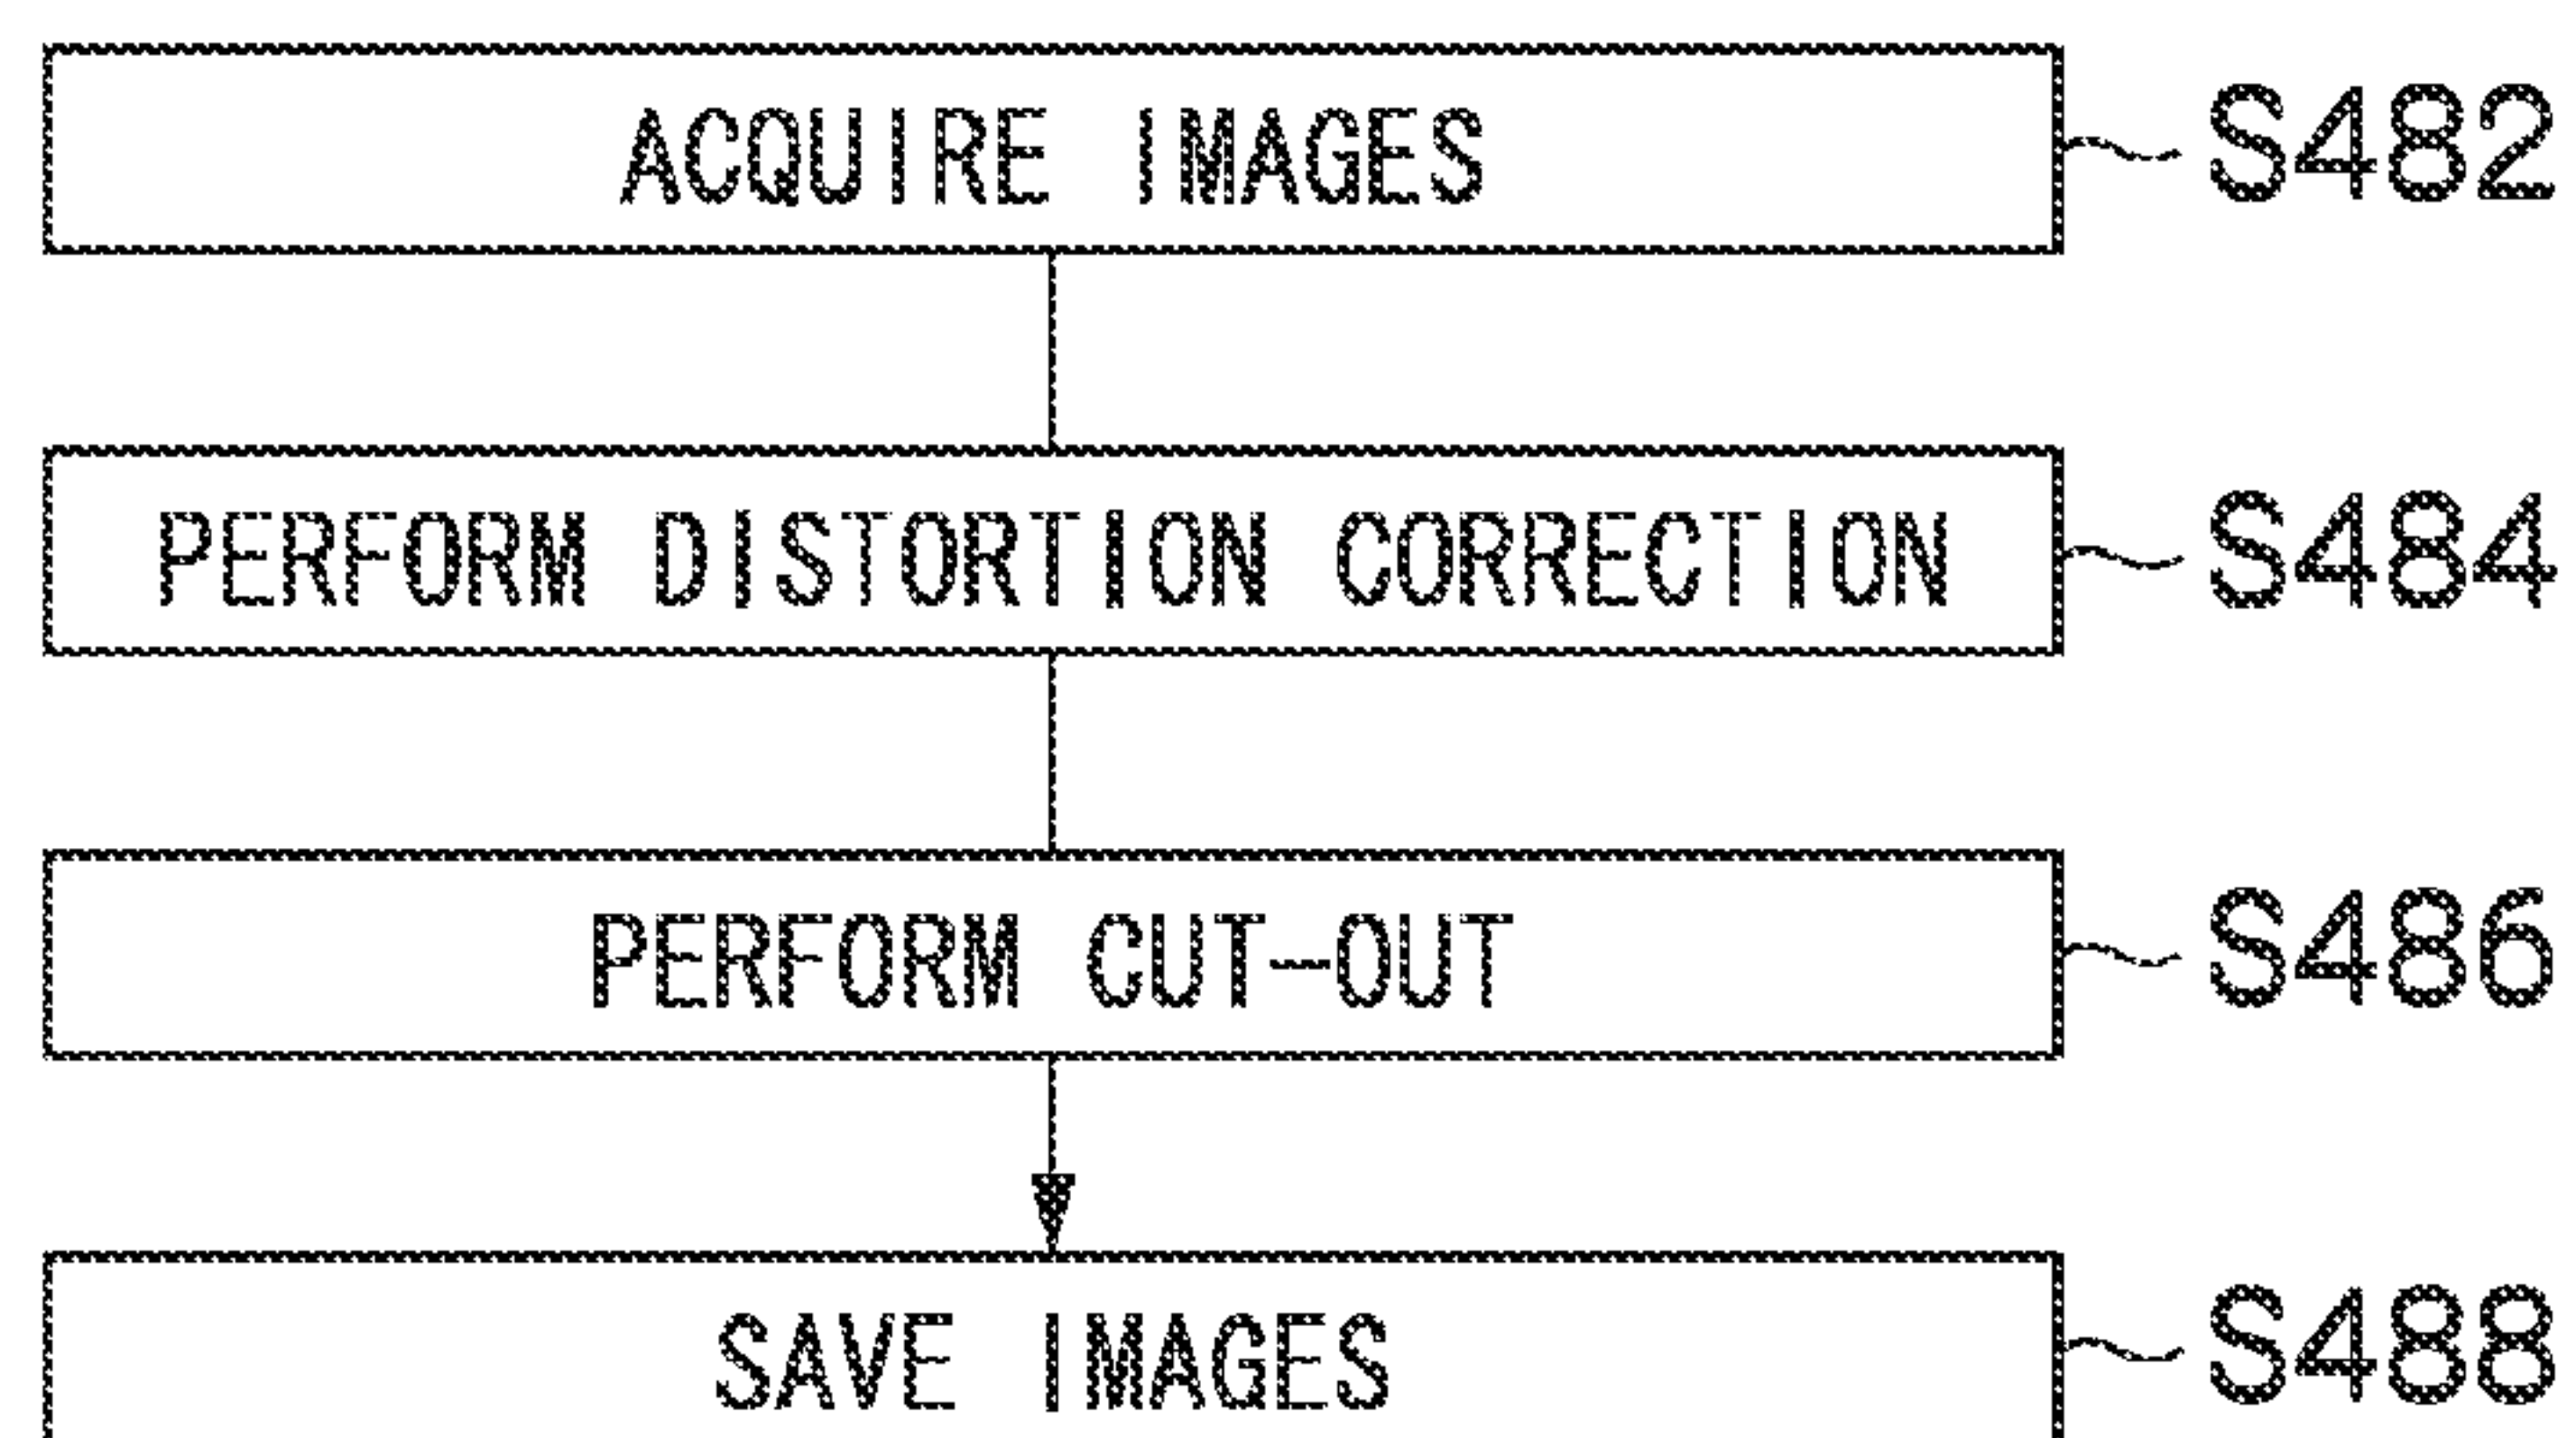 ACQUIRE IMAGES S482
PERFORM DISTORTION CORRECTION S484
PERFORM CUT-OUT S486
SAVE IMAGES S488